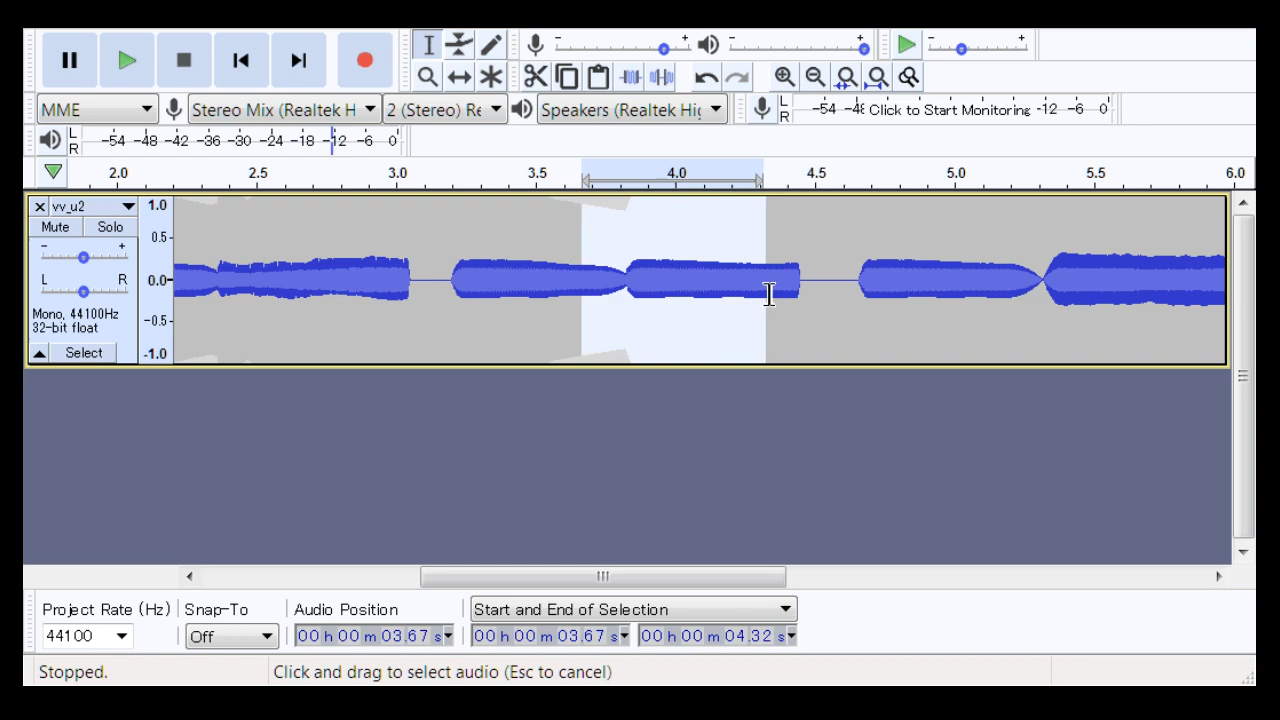 L
R
-54 -48 Click to Start Monitoring -12 -6 0
MME
Stereo Mix (Realtek H
2 (Stereo) Re
Speakers (Realtek Hig
L
R
-54 -48 -42 -36 -30 -24 -18 -12 -6 0
2.0 2.5 3.0 3.5 4.0 4.5 5.0 5.5 6.0
vv_u2
Mute Solo
- +
L R
Mono, 44100Hz
32-bit float
Select
1.0
0.5-
0.0-
-0.5-
-1.0
Project Rate (Hz) Snap-To Audio Position Start and End of Selection
44100 Off 00 h 00 m 03.67 s 00 h 00 m 03.67 s 00 h 00 m 04.32 s
Stopped. Click and drag to select audio (Esc to cancel)